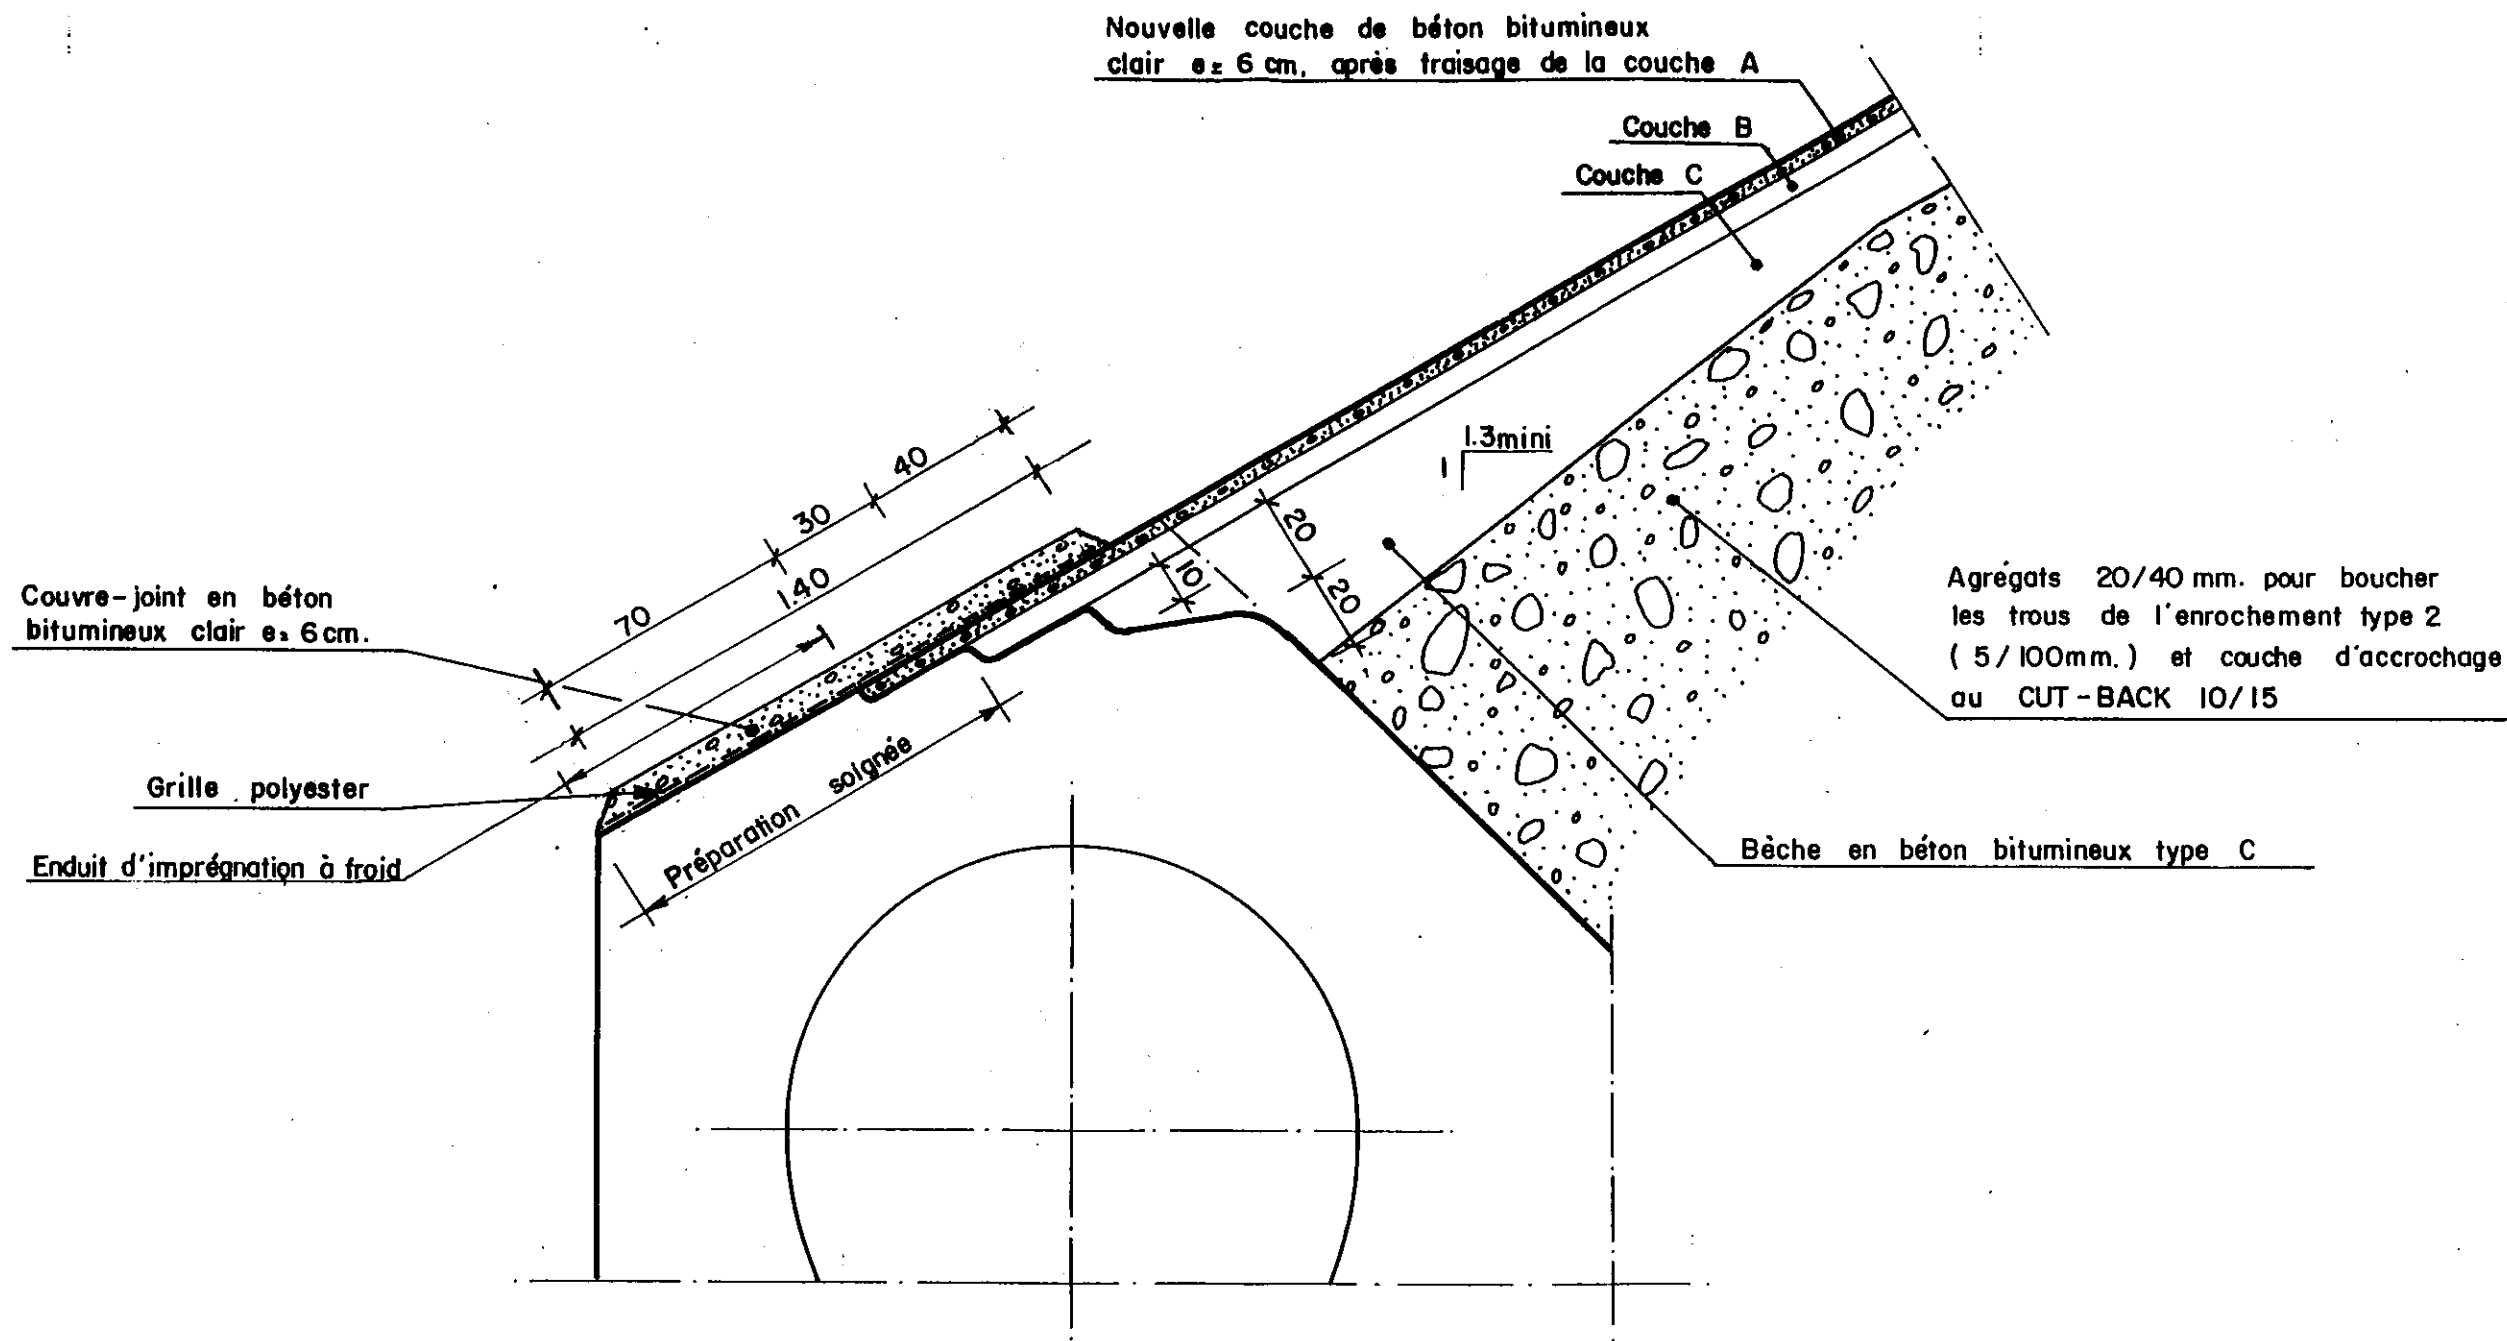 Nouvelle couche de béton bitumineux
clair e= 6 cm, après fraisage de la couche A
Couche B
Couche C
1.3mini
1
40
30
140
70
20
20
10
Couvre-joint en béton
bitumineux clair e= 6cm.
Grille polyester
Enduit d'imprégnation à froid
Préparation soignée
Agrégats 20/40 mm. pour boucher
les trous de l'enrochement type 2
( 5/100mm.) et couche d'accrochage
au CUT-BACK 10/15
Bèche en béton bitumineux type C